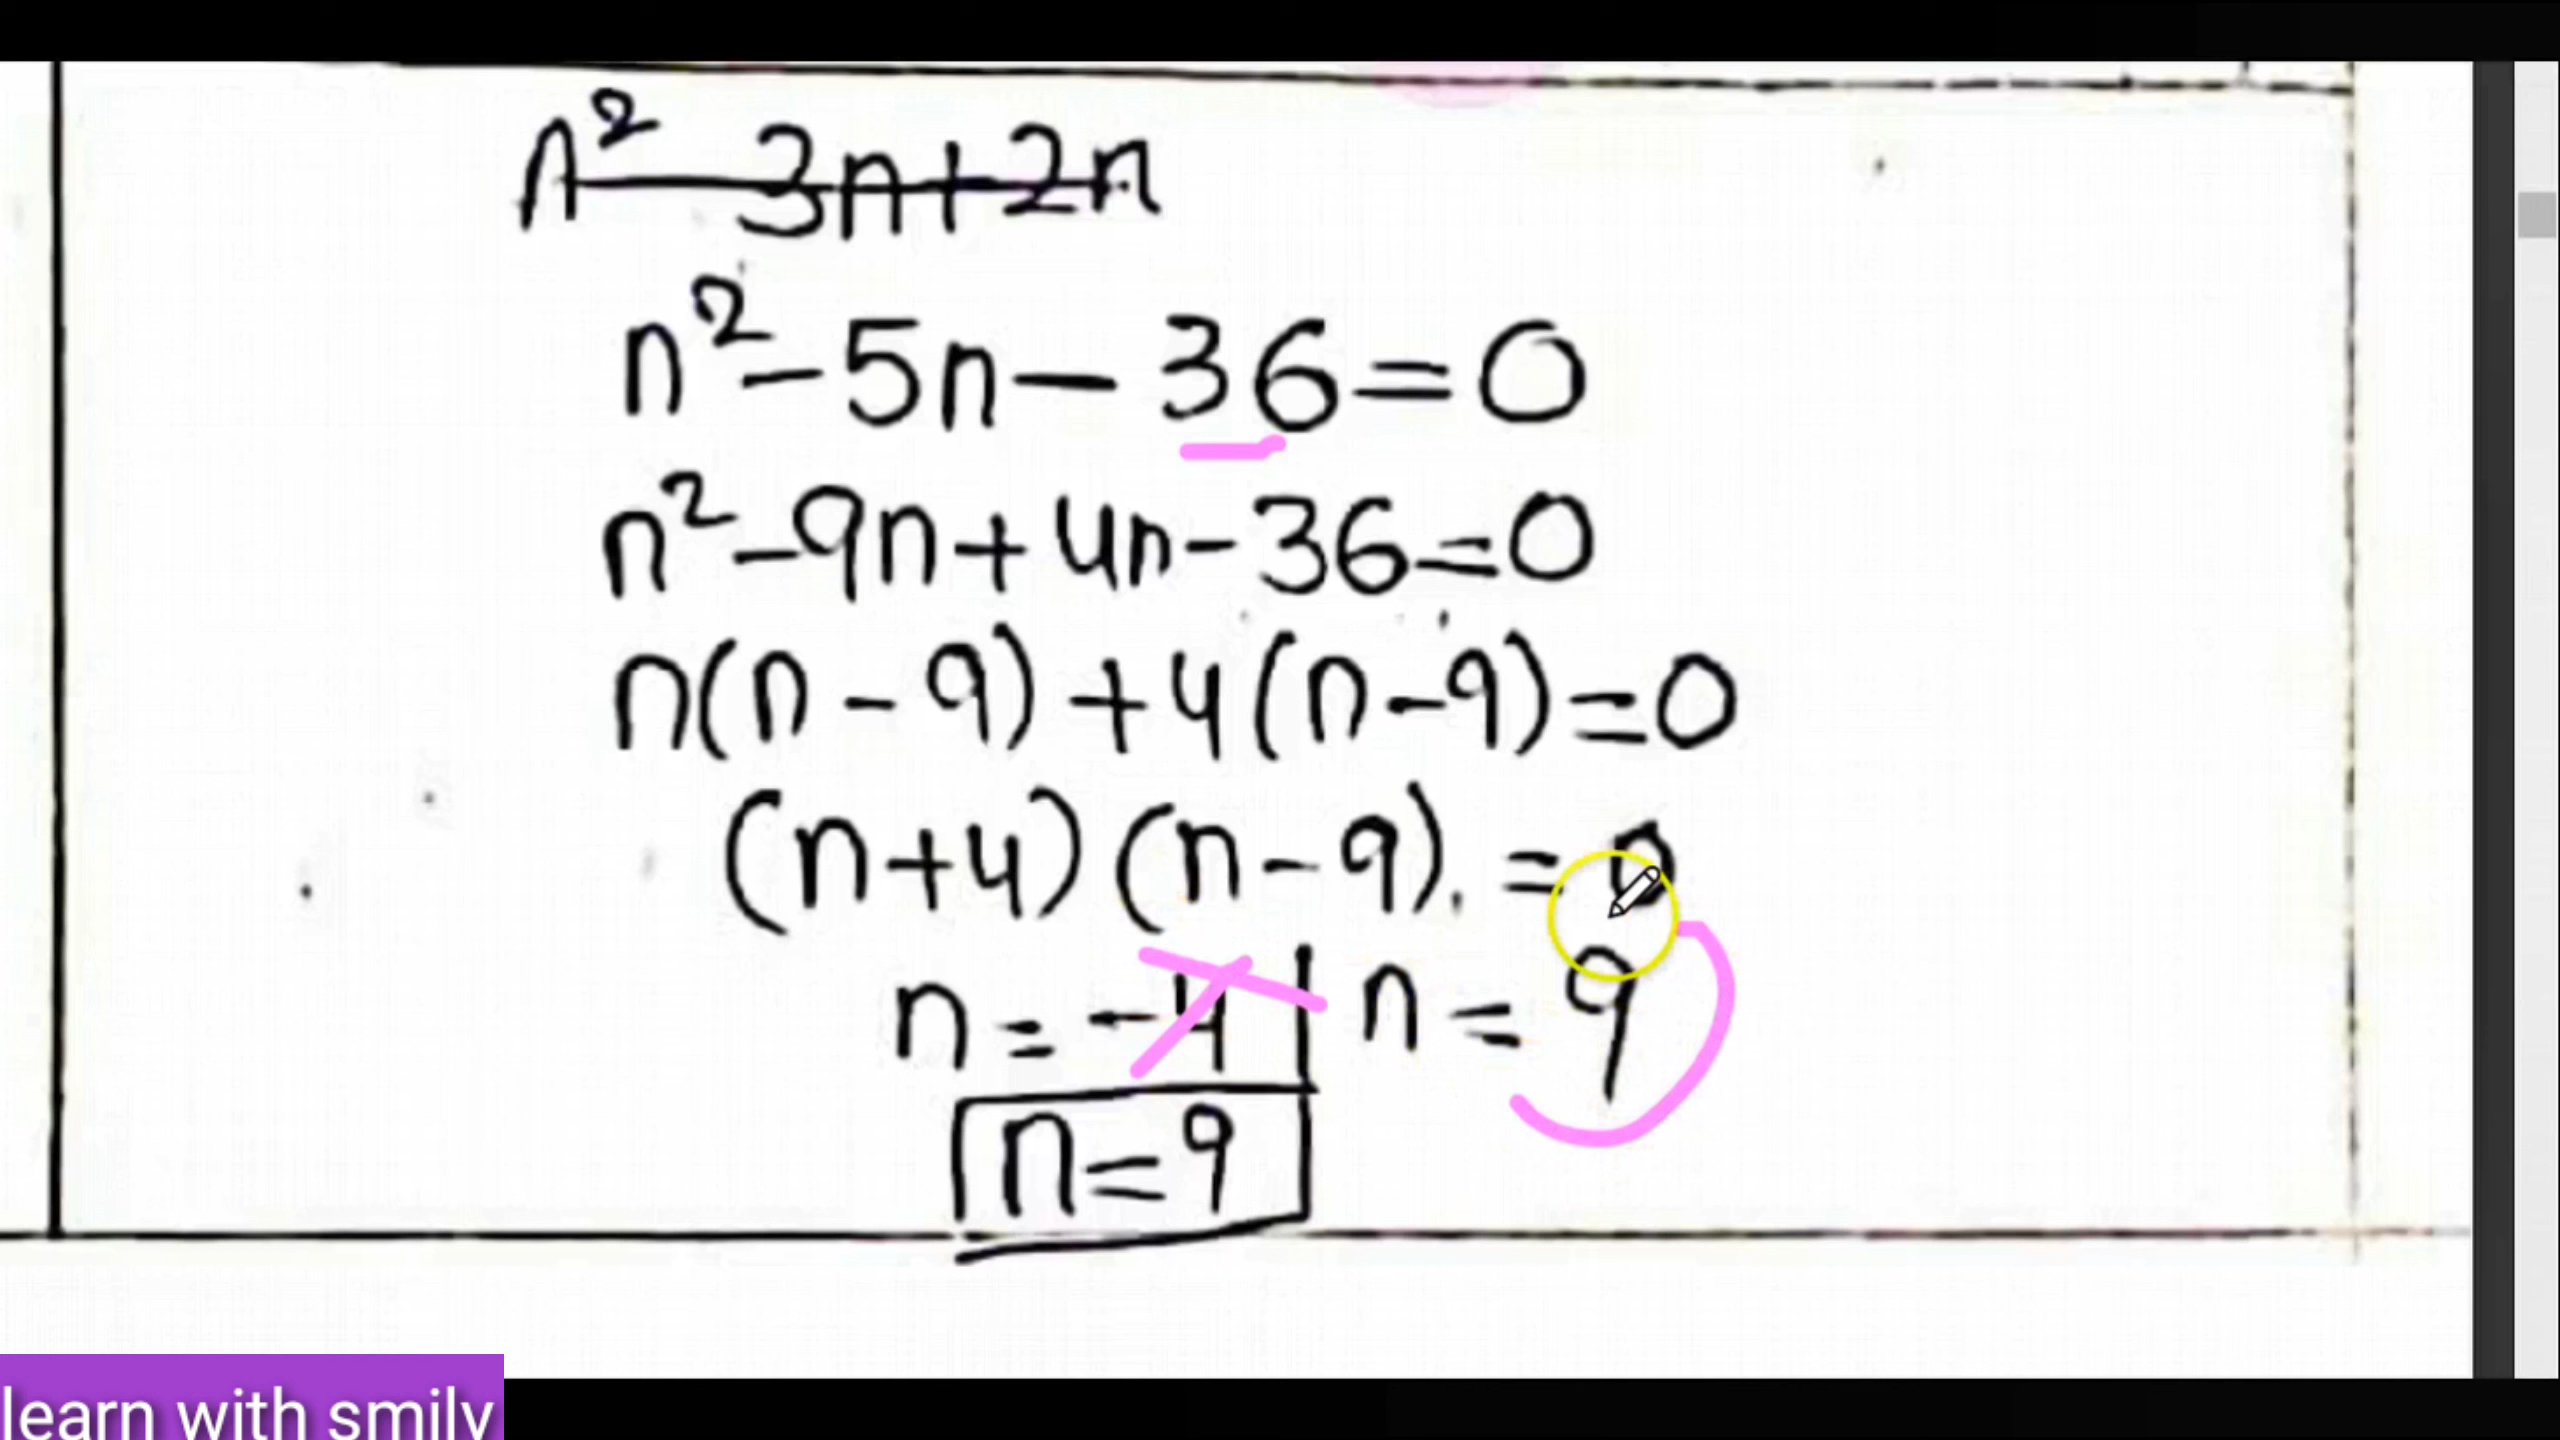 n² 3n+2n
n²-5n-36=0
n²-9n+4n-36=0
n(n-9)+4(n-9)=0
(n+4)(n-9).=0
n=-4 | n=9
n=9
learn with smily